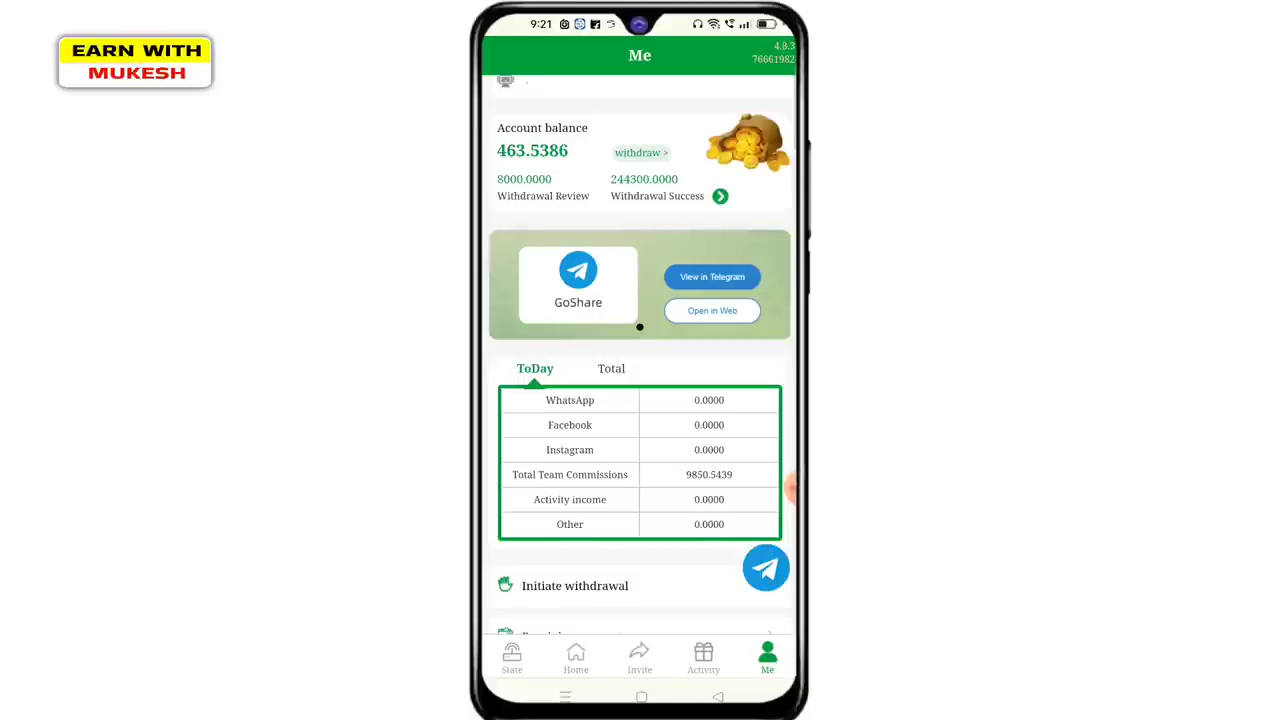 EARN WITH
MUKESH
9:21
Me
4.8.3
76661982
Account balance
463.5386
withdraw >
8000.0000
244300.0000
Withdrawal Review
Withdrawal Success
GoShare
View in Telegram
Open in Web
ToDay
Total
WhatsApp
0.0000
Facebook
0.0000
Instagram
0.0000
Total Team Commissions
9850.5439
Activity income
0.0000
Other
0.0000
Initiate withdrawal
State
Home
Invite
Activity
Me